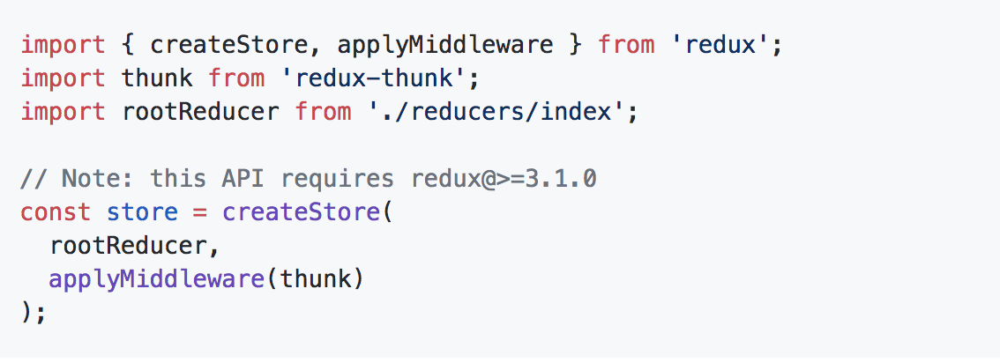 import { createStore, applyMiddleware } from 'redux';
import thunk from 'redux-thunk';
import rootReducer from './reducers/index';
// Note: this API requires redux@>=3.1.0
const store = createStore(
  rootReducer,
  applyMiddleware(thunk)
);